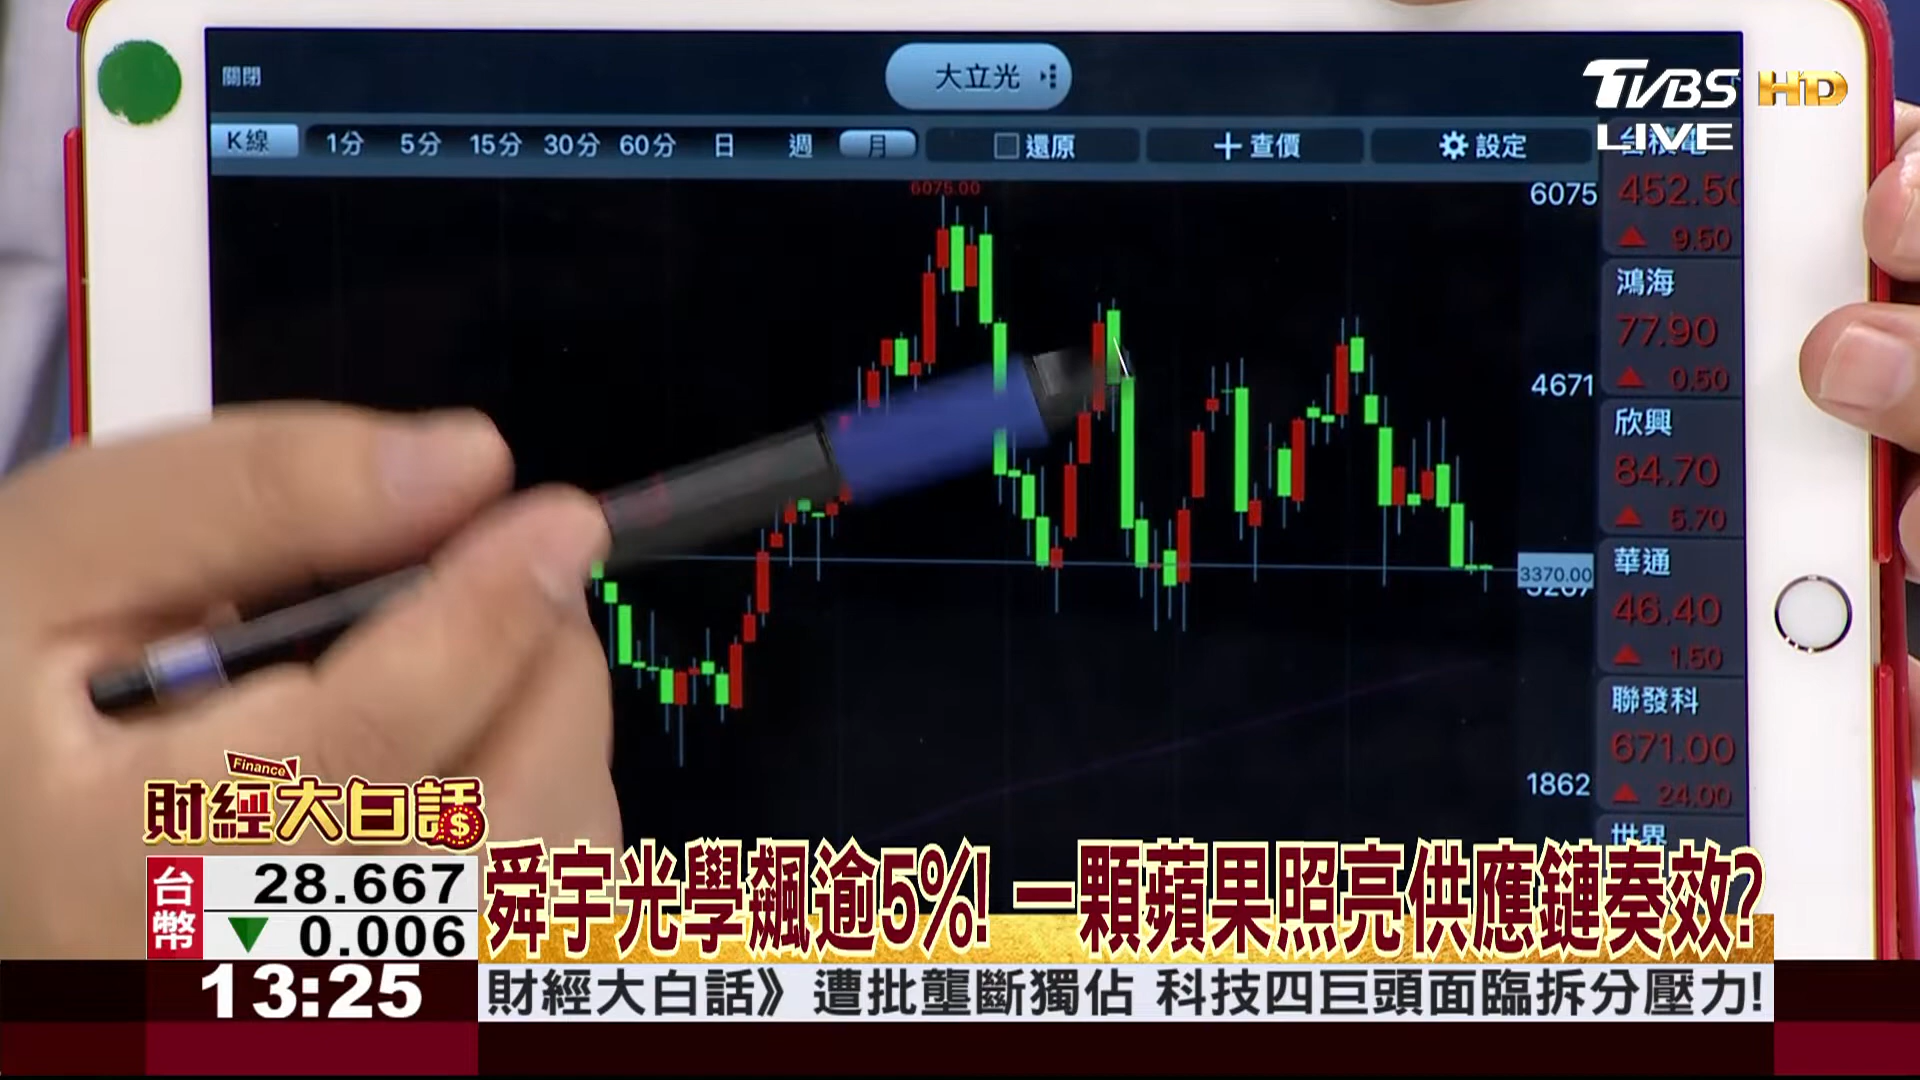 關閉
大立光
TVBS HD
LIVE
K線 1分 5分 15分 30分 60分 日 週 月 還原 查價 設定
台積電
6075.00
6075
452.50
9.50
鴻海
77.90
4671
0.50
欣興
84.70
5.70
華通
3370.00
3267
46.40
1.50
聯發科
671.00
1862
24.00
世界
Finance
財經大白話
$
台幣
28.667
0.006
舜宇光學飆逾5%! 一顆蘋果照亮供應鏈奏效?
13:25
財經大白話》遭批壟斷獨佔 科技四巨頭面臨拆分壓力!